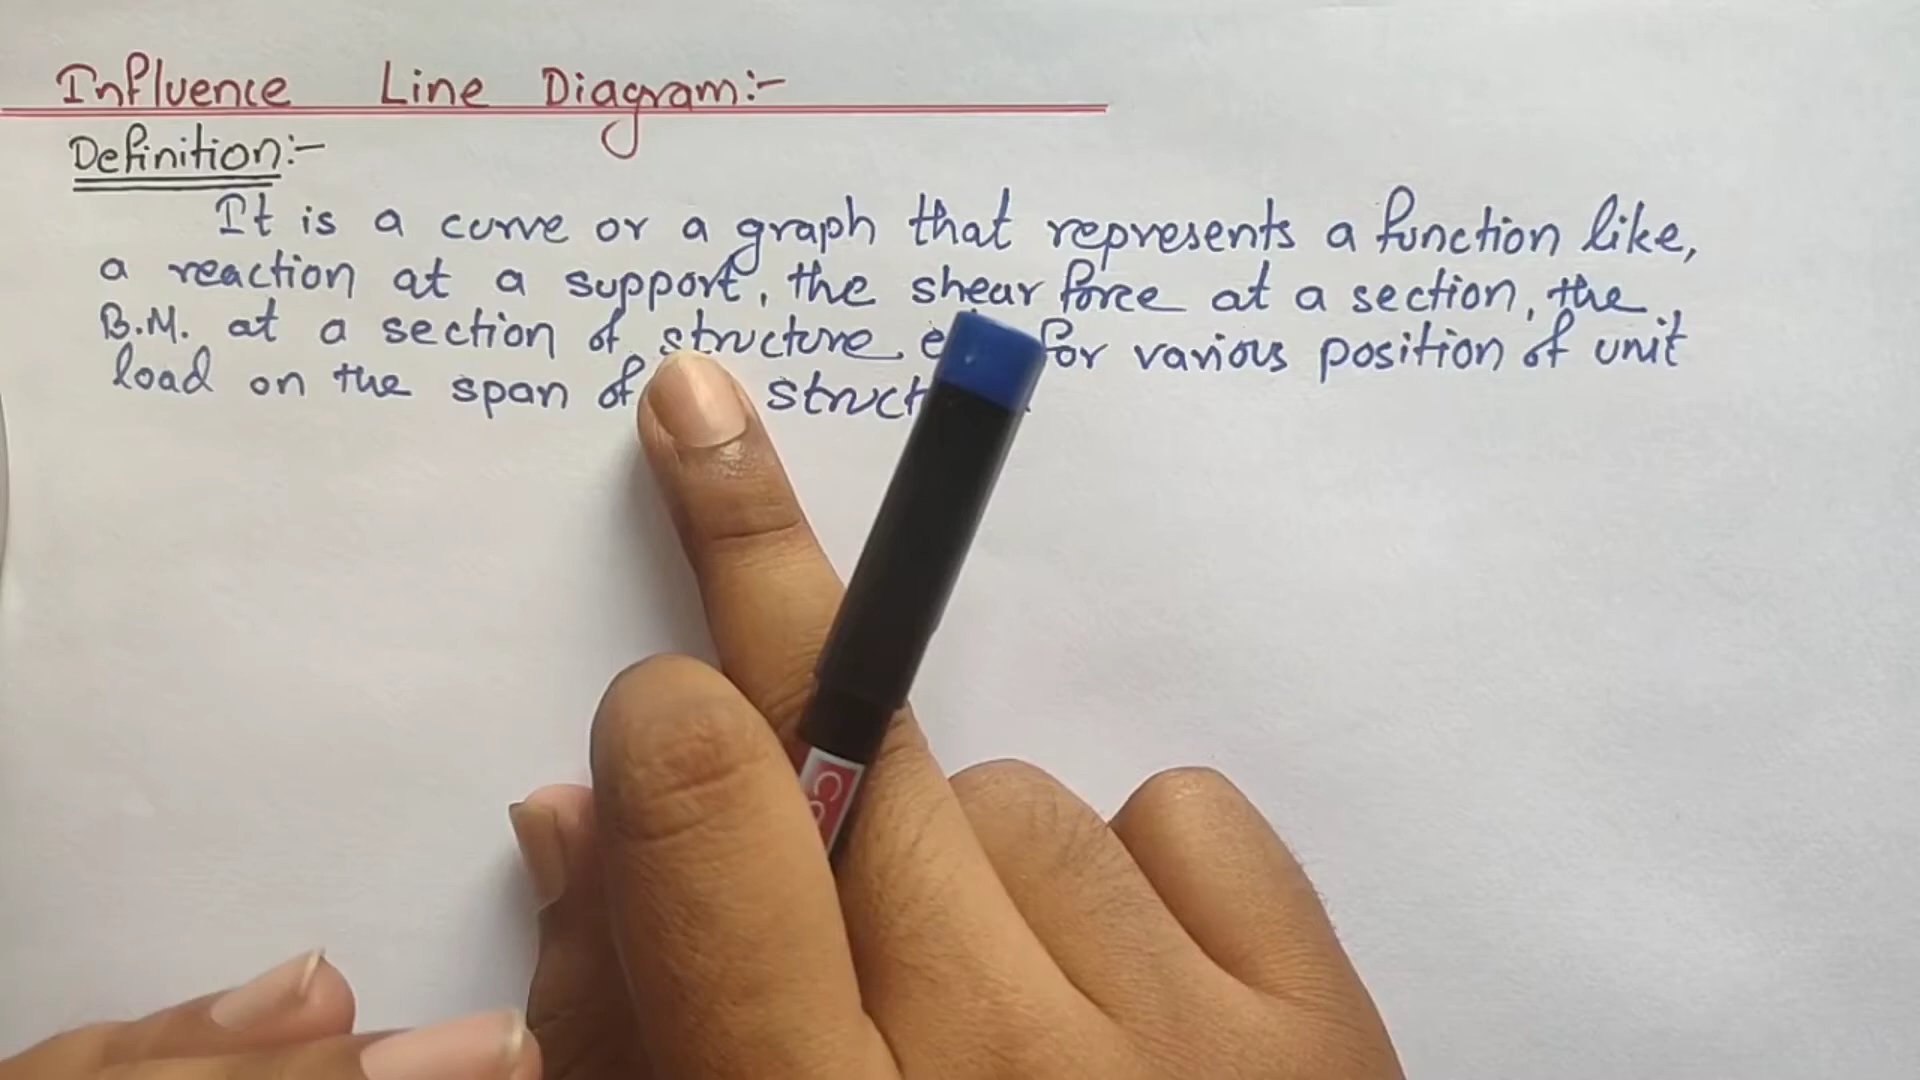 Influence Line Diagram:-
Definition:-
It is a curve or a graph that represents a function like,
a reaction at a support, the shear force at a section, the
B.M. at a section of structure for various position of unit
load on the span of